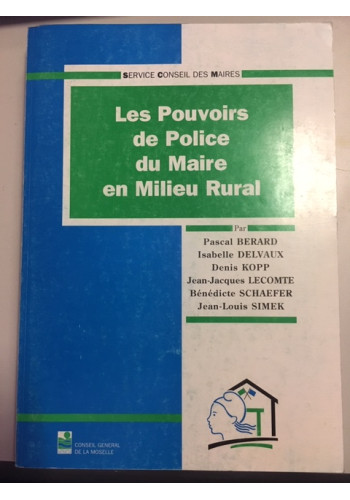 SERVICE CONSEIL DES MAIRES
Les Pouvoirs
de Police
du Maire
en Milieu Rural
Par
Pascal BERARD
Isabelle DELVAUX
Denis KOPP
Jean-Jacques LECOMTE
Bénédicte SCHAEFER
Jean-Louis SIMEK
CONSEIL GENERAL
DE LA MOSELLE